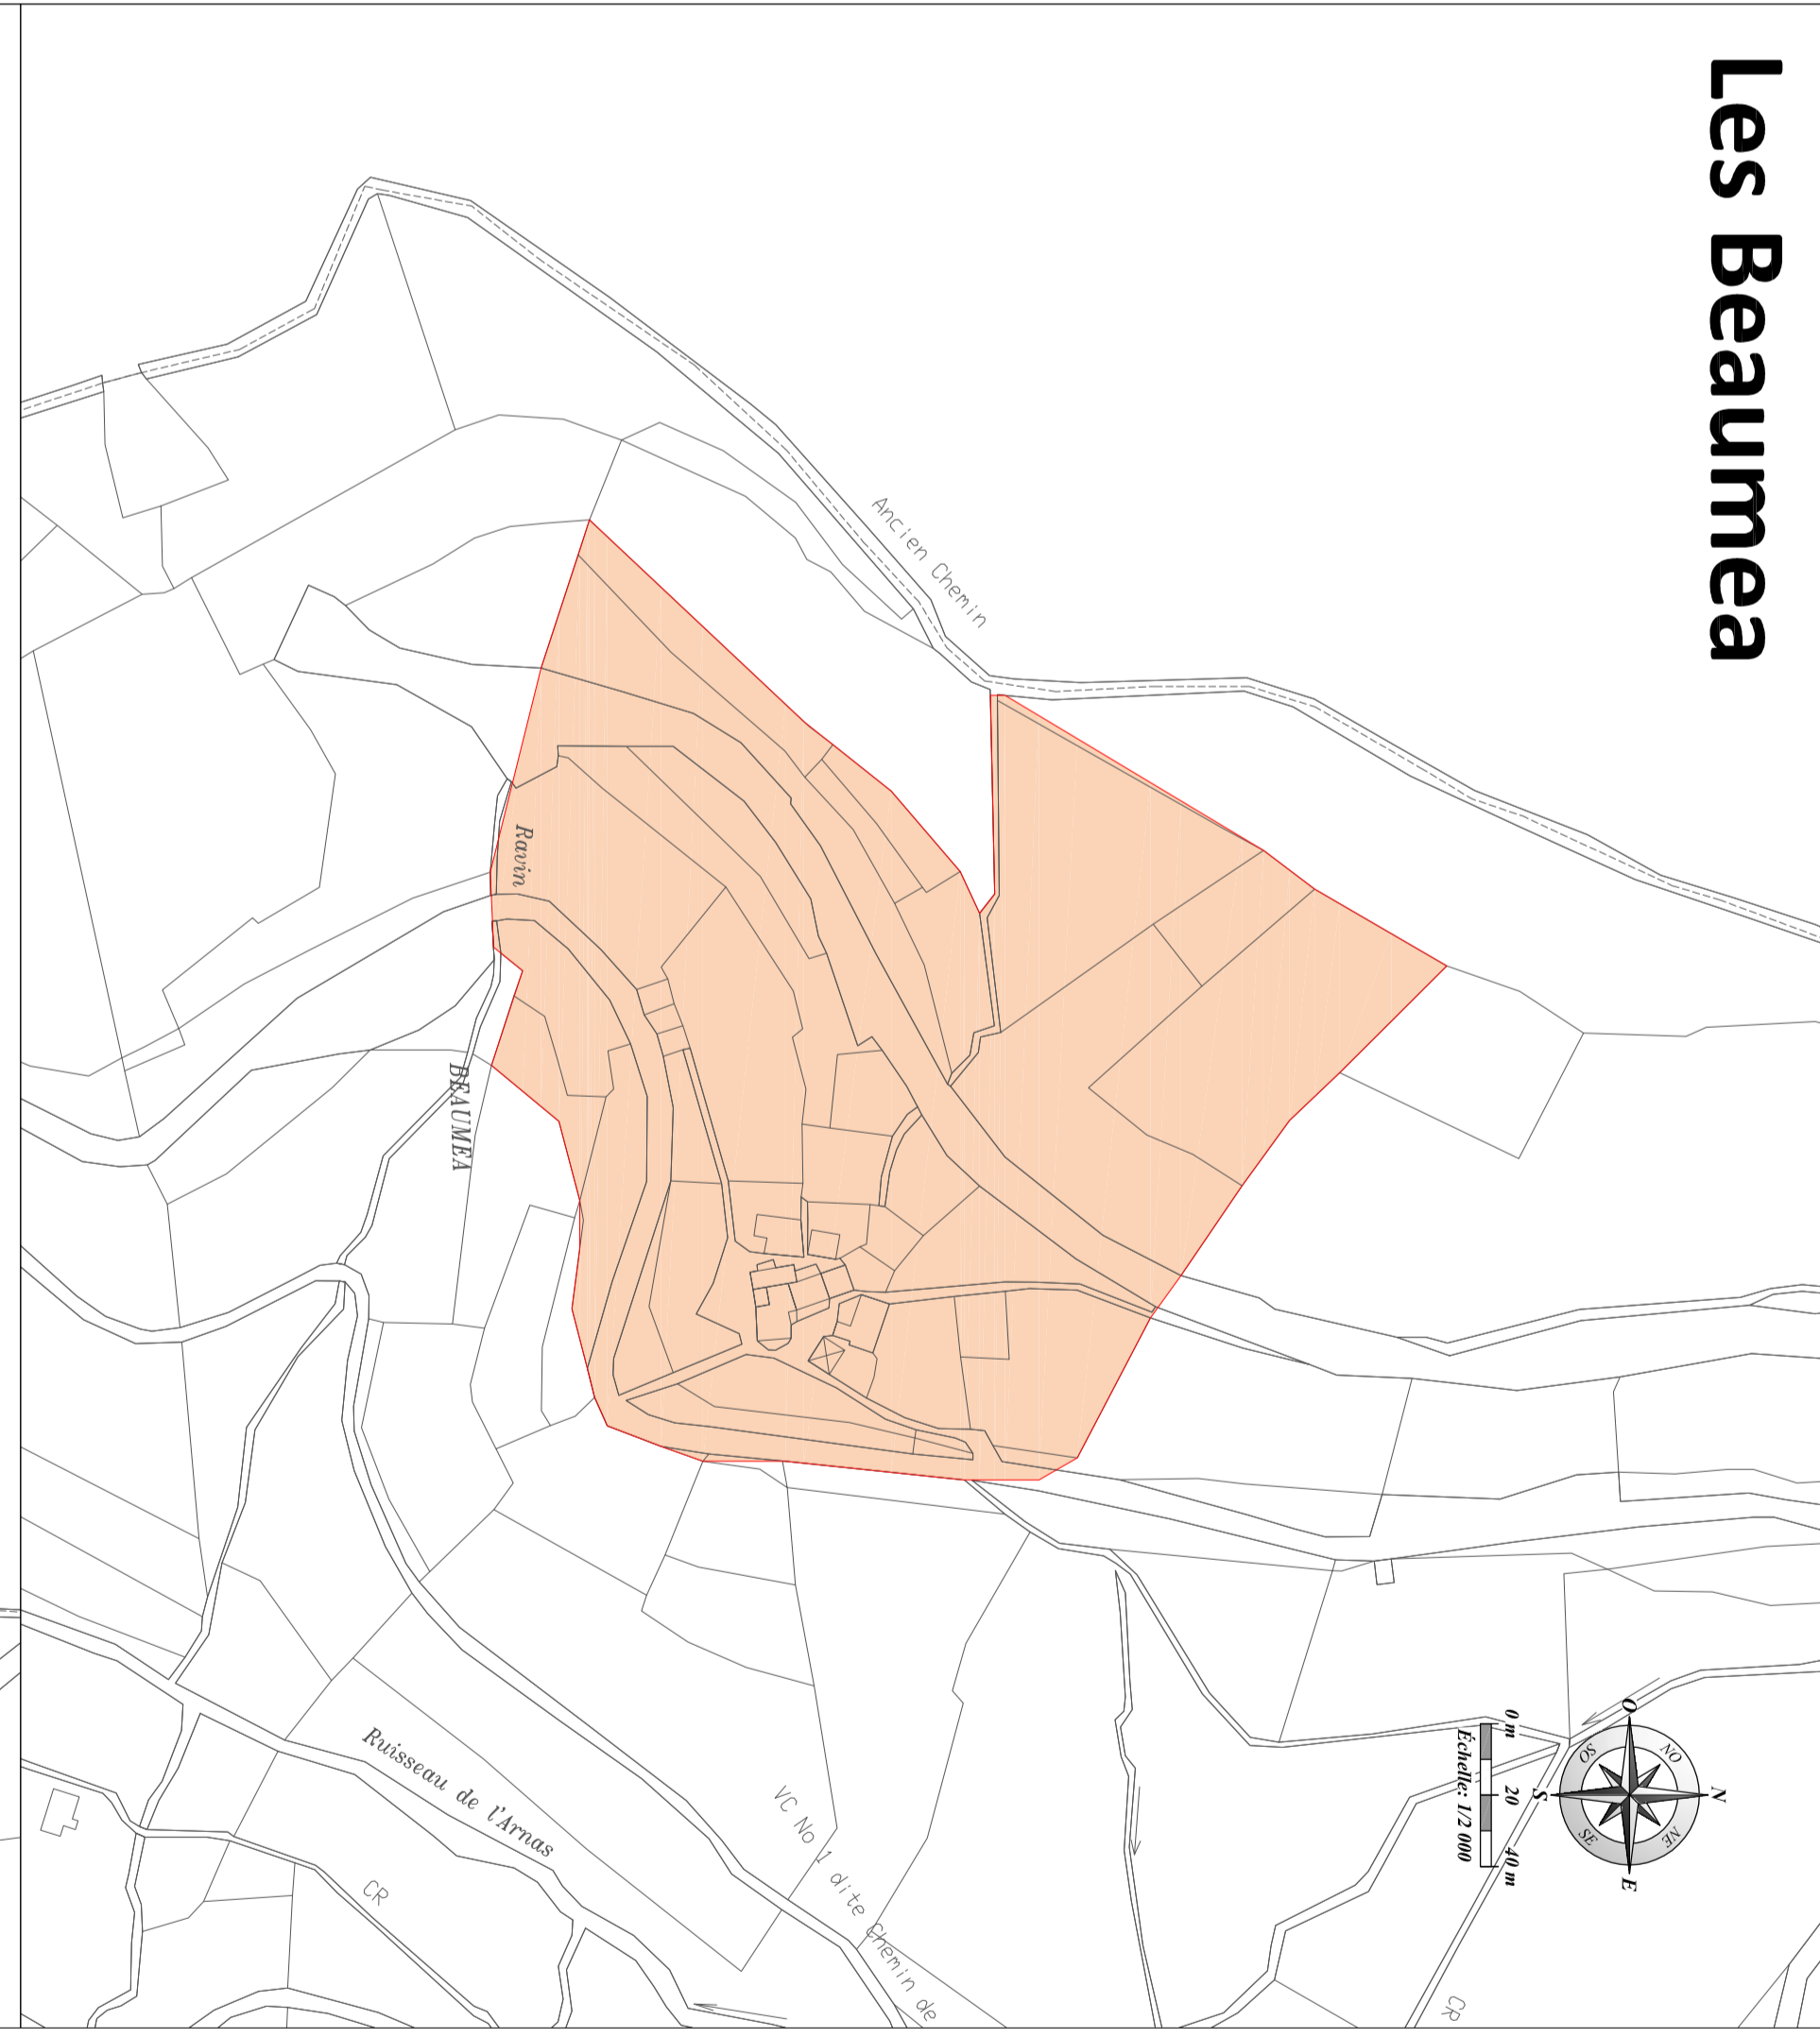 Les Beaumea
Ancien Chemin
Ravin
BEAUMEA
Ruisseau de l'Arnas
VC No 1 dite Chemin de
CR
CR
N
NE
E
SE
S
OS
O
NO
0 m 20 40 m
Échelle: 1/2 000